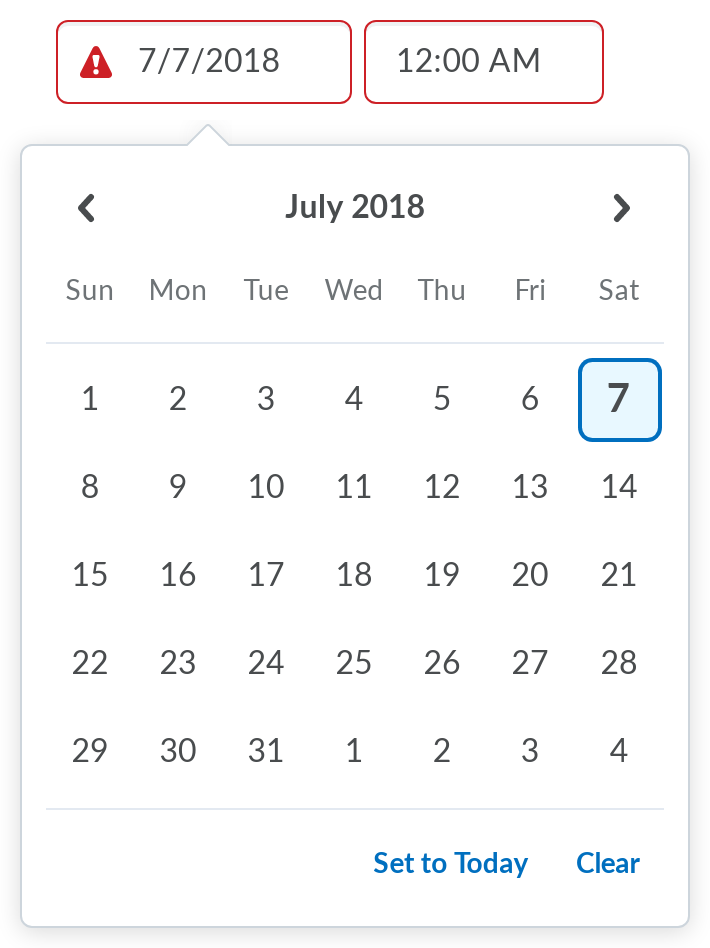 7/7/2018 12:00 AM
July 2018
Sun Mon Tue Wed Thu Fri Sat
1 2 3 4 5 6 7
8 9 10 11 12 13 14
15 16 17 18 19 20 21
22 23 24 25 26 27 28
29 30 31 1 2 3 4
Set to Today Clear